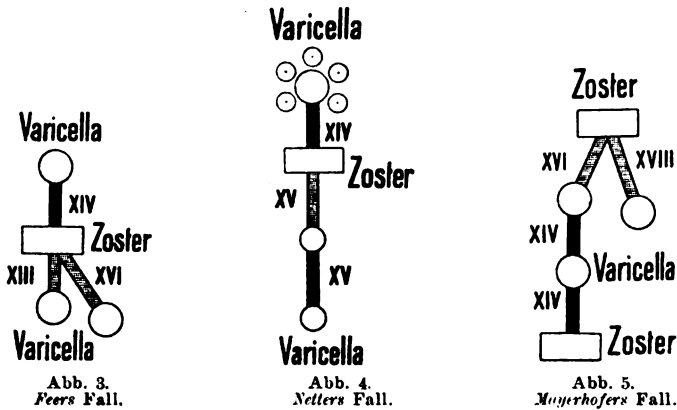 Varicella
XIV
Zoster
XIII XVI
Varicella
Abb. 3.
Feers Fall.
Varicella
XIV
Zoster
XV
XV
Varicella
Abb. 4.
Netters Fall.
Zoster
XVI XVIII
XIV
Varicella
XIV
Zoster
Abb. 5.
Mayerhofers Fall.